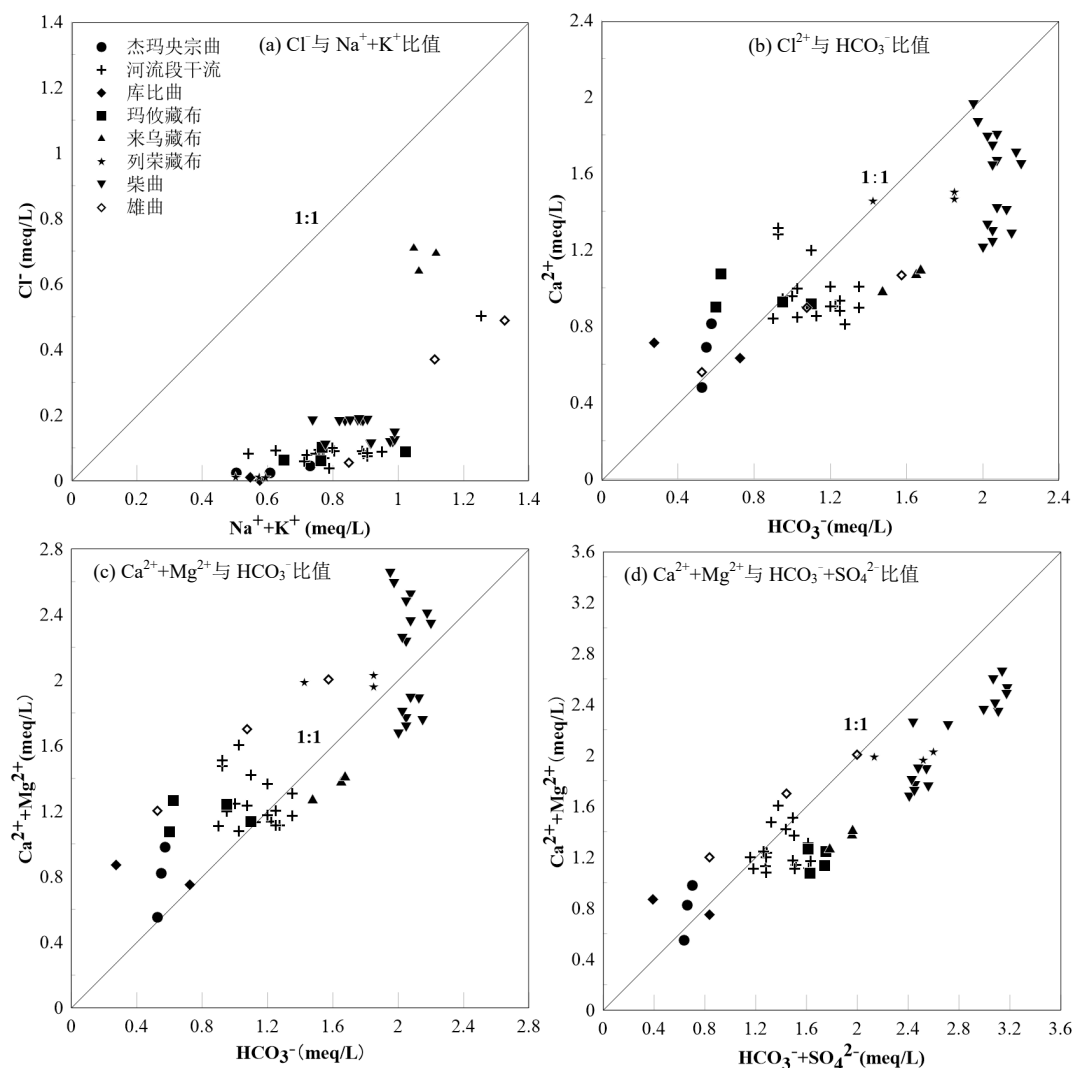 (a) Cl⁻与 Na⁺+K⁺比值
1.4
1.2
1
0.8
0.6
0.4
0.2
0
Cl⁻ (meq/L)
杰玛央宗曲
河流段干流
库比曲
玛攸藏布
来乌藏布
列荣藏布
柴曲
雄曲
1:1
0 0.2 0.4 0.6 0.8 1 1.2 1.4
Na⁺+K⁺ (meq/L)
(b) Cl²⁺与 HCO₃⁻比值
2.4
2
1.6
1.2
0.8
0.4
0
Ca²⁺(meq/L)
1:1
0 0.4 0.8 1.2 1.6 2 2.4
HCO₃⁻(meq/L)
(c) Ca²⁺+Mg²⁺与 HCO₃⁻比值
2.8
2.4
2
1.6
1.2
0.8
0.4
0
Ca²⁺+Mg²⁺(meq/L)
1:1
0 0.4 0.8 1.2 1.6 2 2.4 2.8
HCO₃⁻（meq/L）
(d) Ca²⁺+Mg²⁺与 HCO₃⁻+SO₄²⁻比值
3.6
3.2
2.8
2.4
2
1.6
1.2
0.8
0.4
0
Ca²⁺+Mg²⁺（meq/L）
1:1
0 0.4 0.8 1.2 1.6 2 2.4 2.8 3.2 3.6
HCO₃⁻+SO₄²⁻(meq/L)